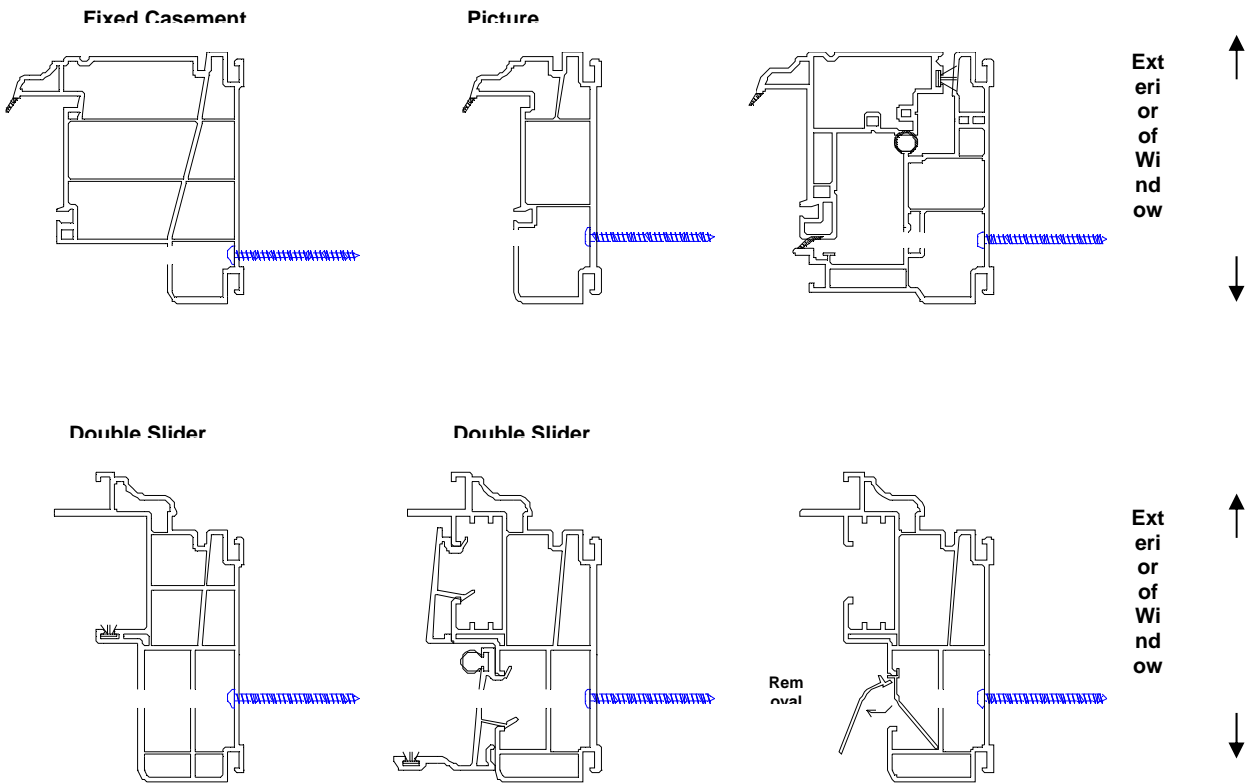 Fixed Casement
Picture
Ext
eri
or
of
Wi
nd
ow
Double Slider
Double Slider
Ext
eri
or
of
Wi
nd
ow
Rem
oval